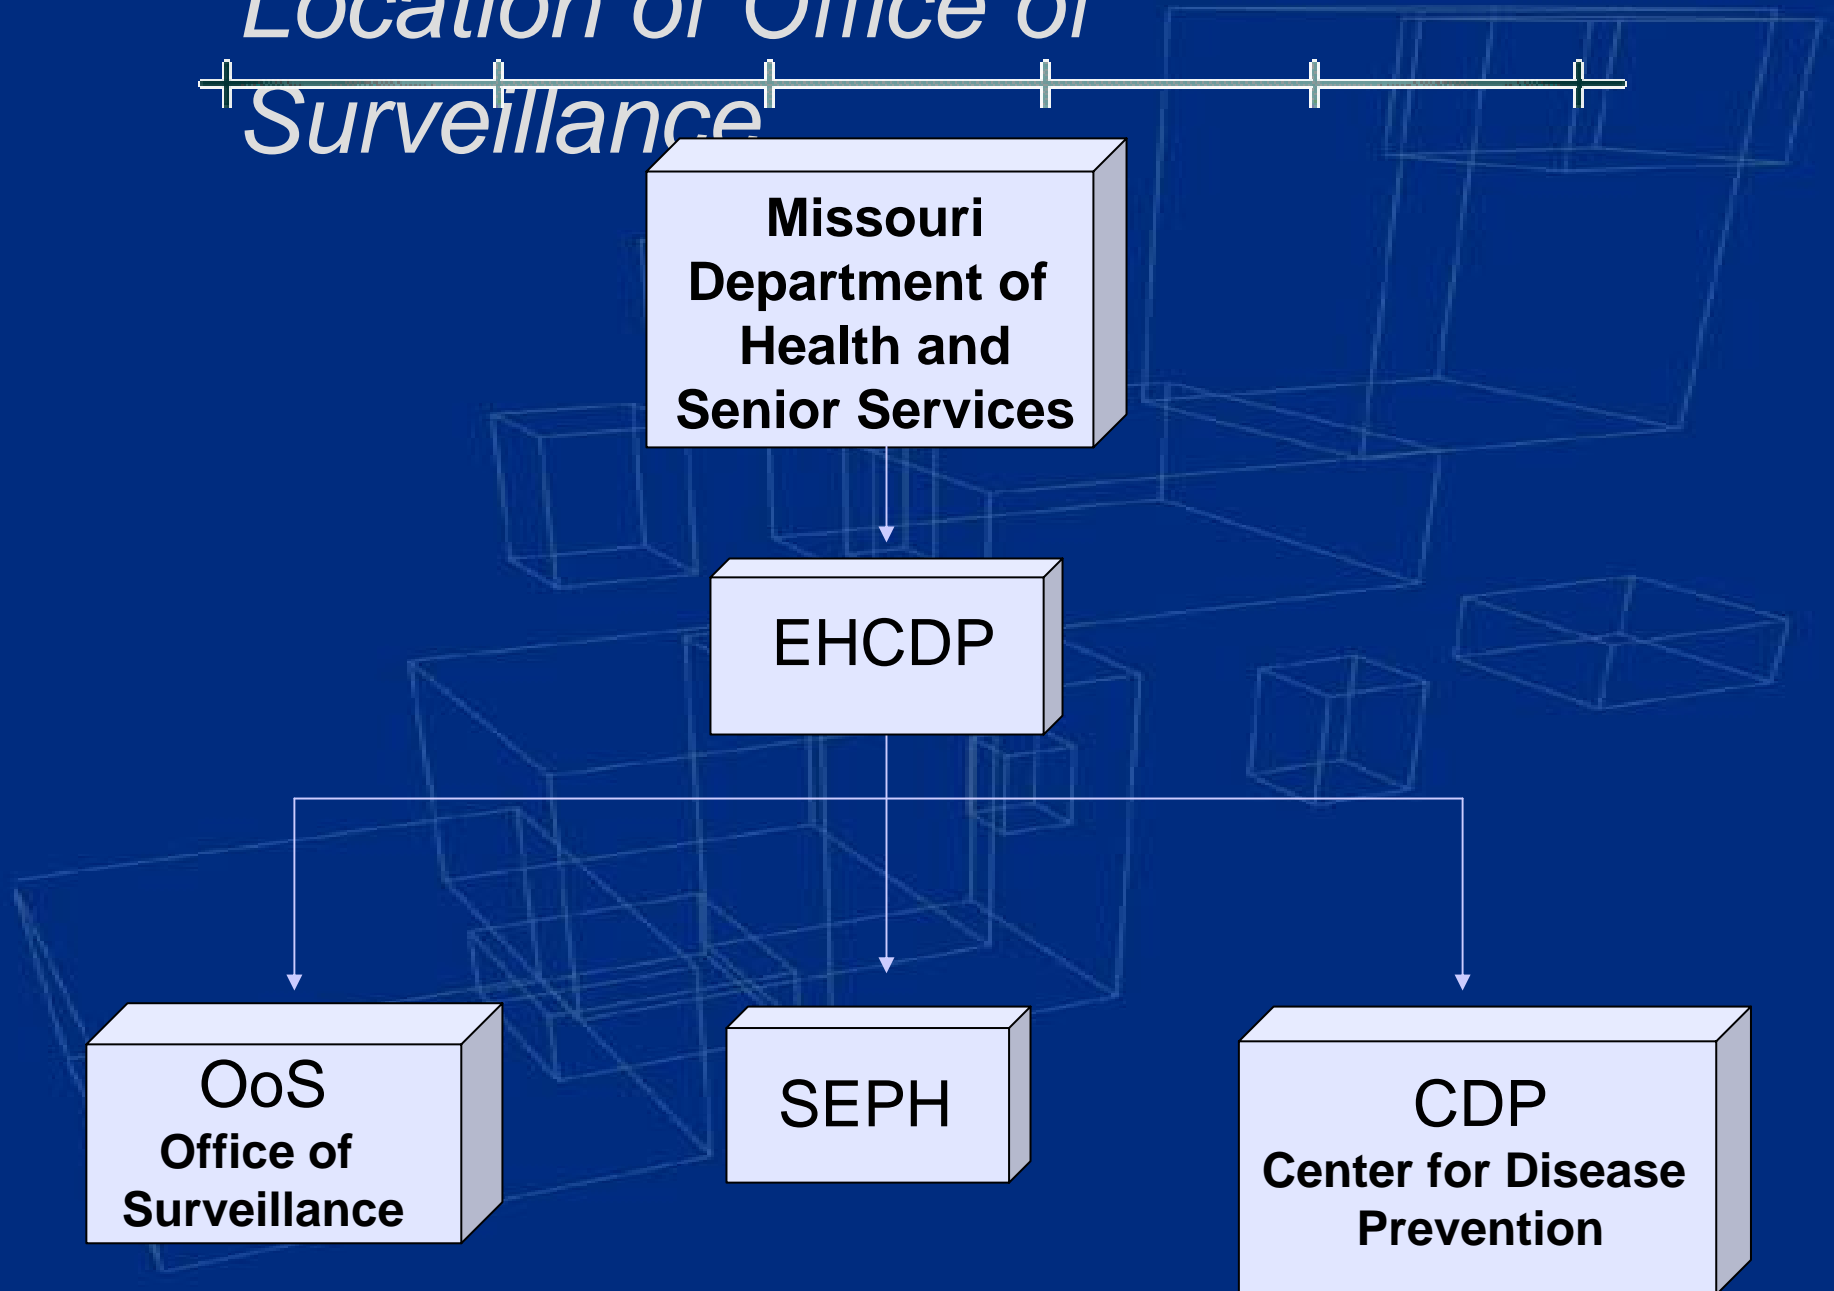 Location of Office of
Surveillance
Missouri
Department of
Health and
Senior Services
EHCDP
OoS
Office of
Surveillance
SEPH
CDP
Center for Disease
Prevention